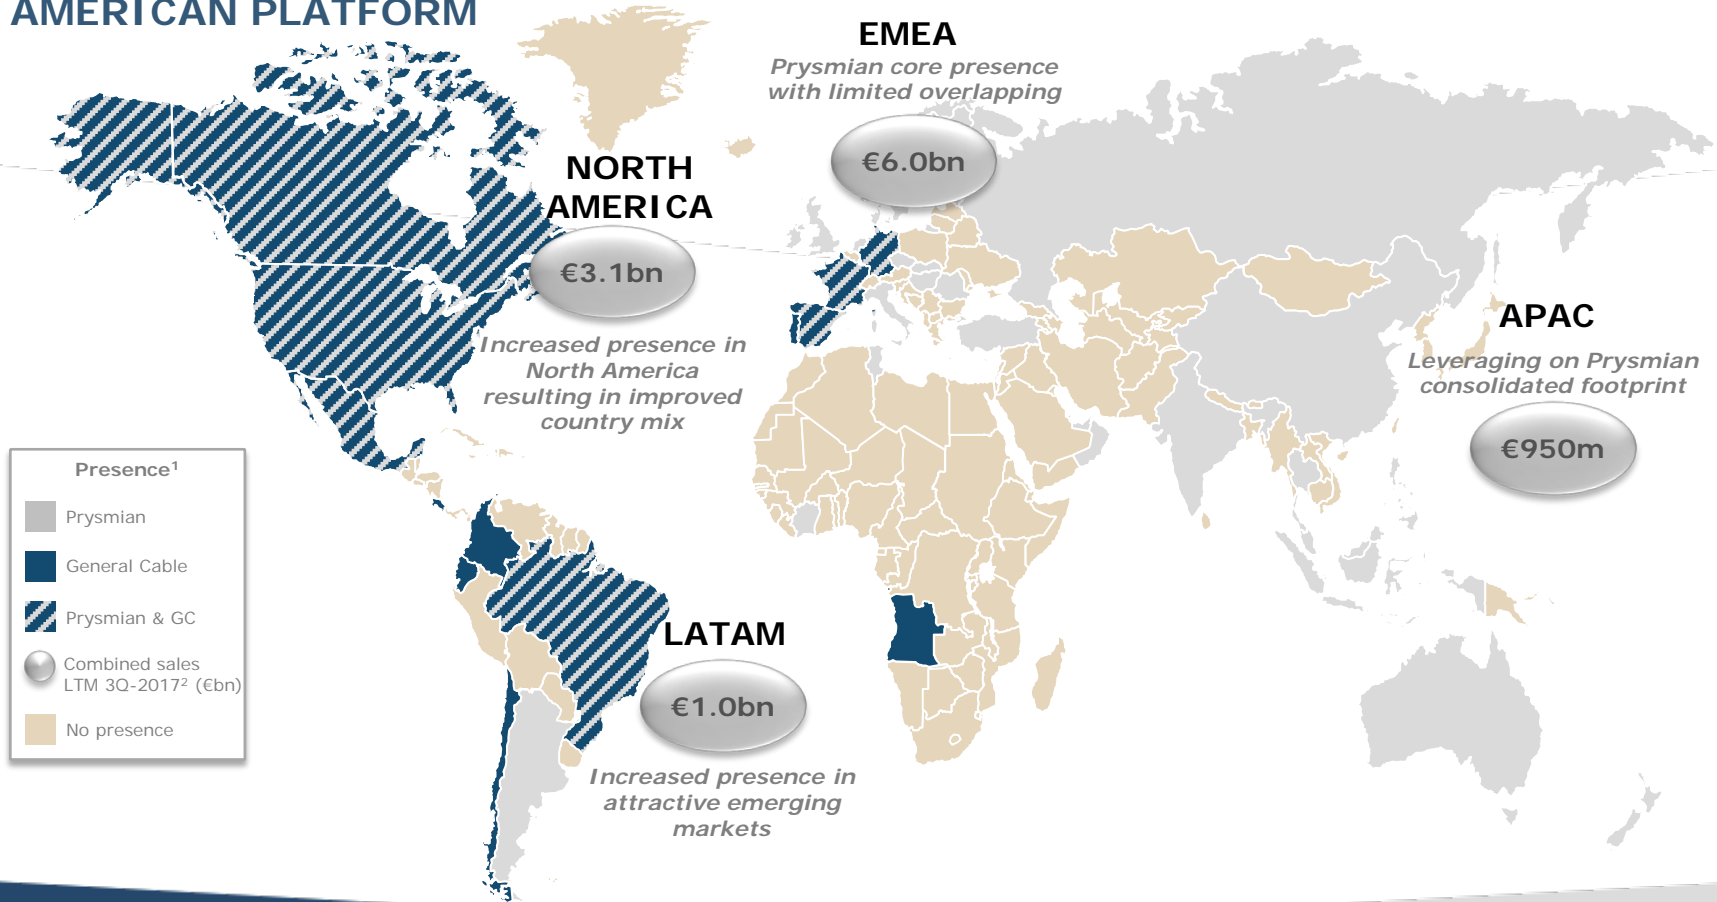 AMERICAN PLATFORM
EMEA
Prysmian core presence
with limited overlapping
€6.0bn
NORTH
AMERICA
€3.1bn
Increased presence in
North America
resulting in improved
country mix
APAC
Leveraging on Prysmian
consolidated footprint
€950m
Presence¹
Prysmian
General Cable
Prysmian & GC
Combined sales
LTM 3Q-2017² (€bn)
No presence
LATAM
€1.0bn
Increased presence in
attractive emerging
markets